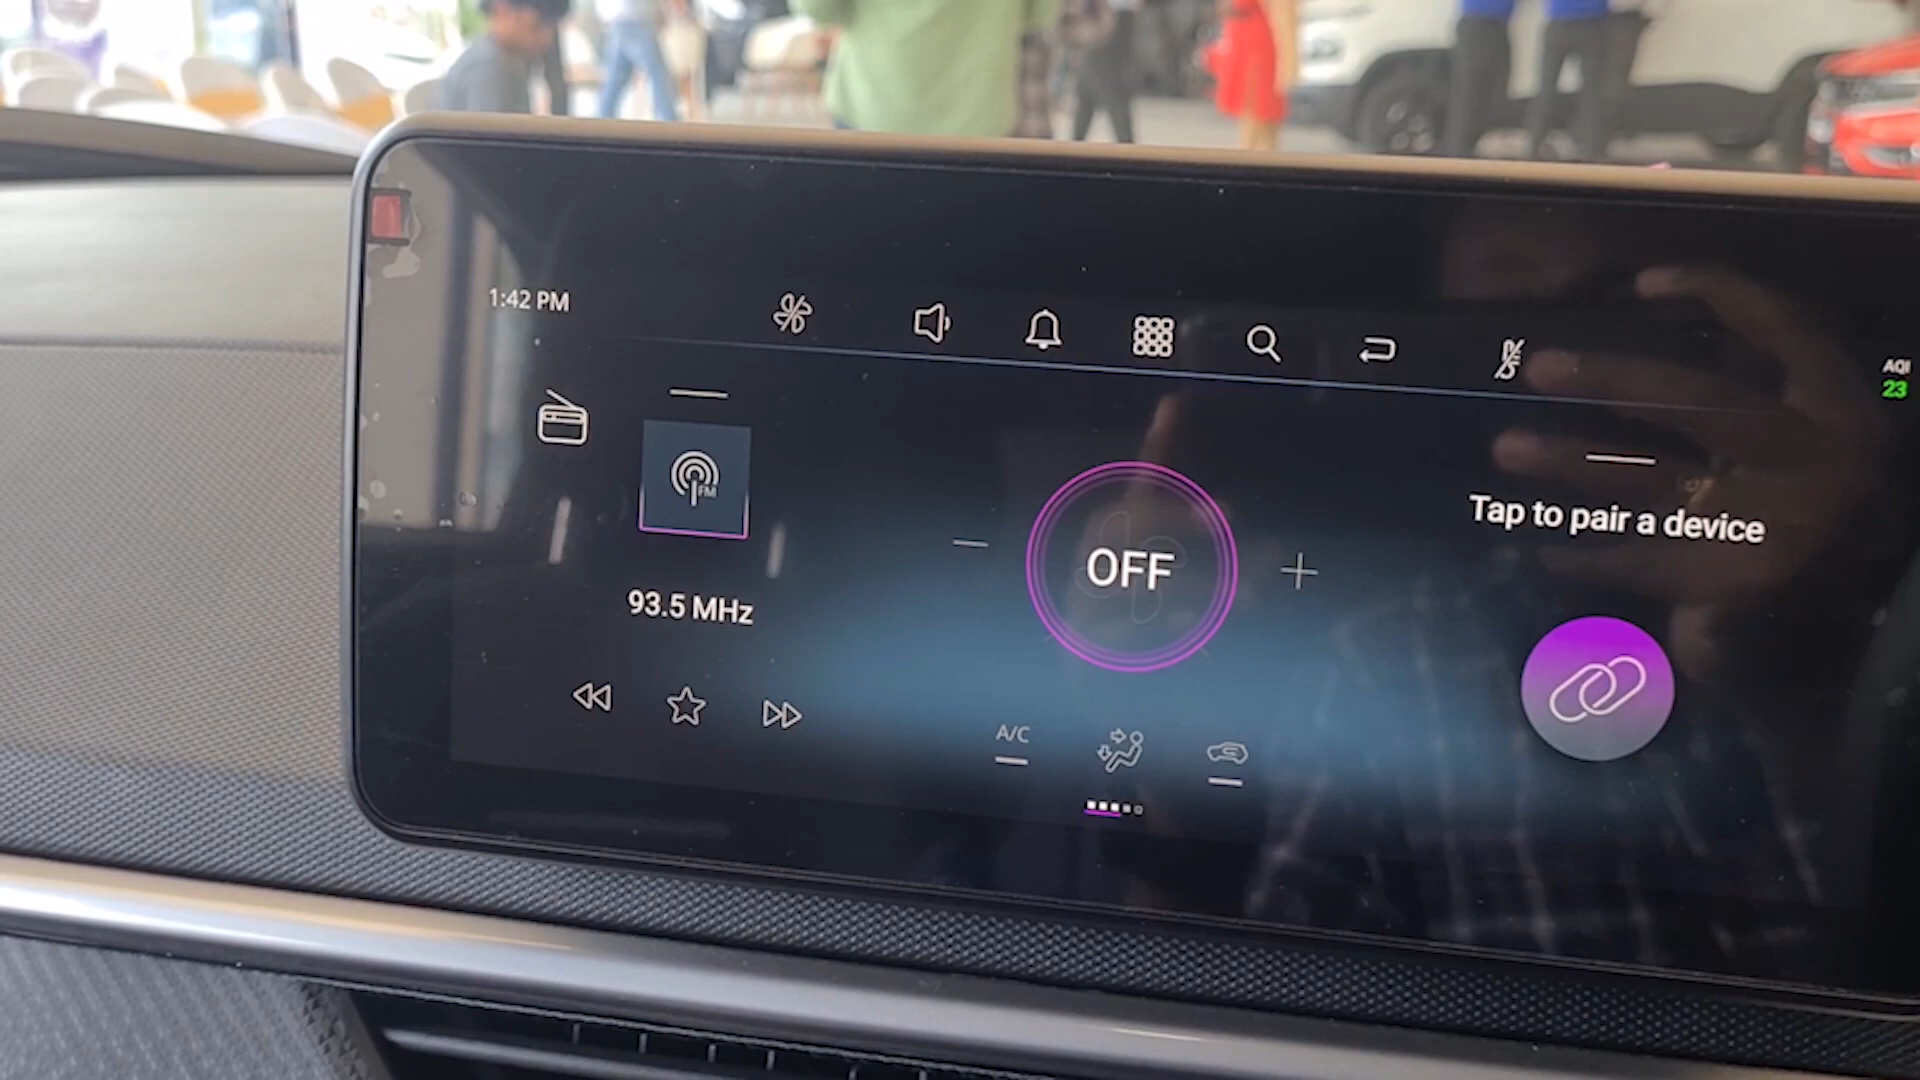 1:42 PM
AQI
23
FM
Tap to pair a device
OFF
93.5 MHz
A/C